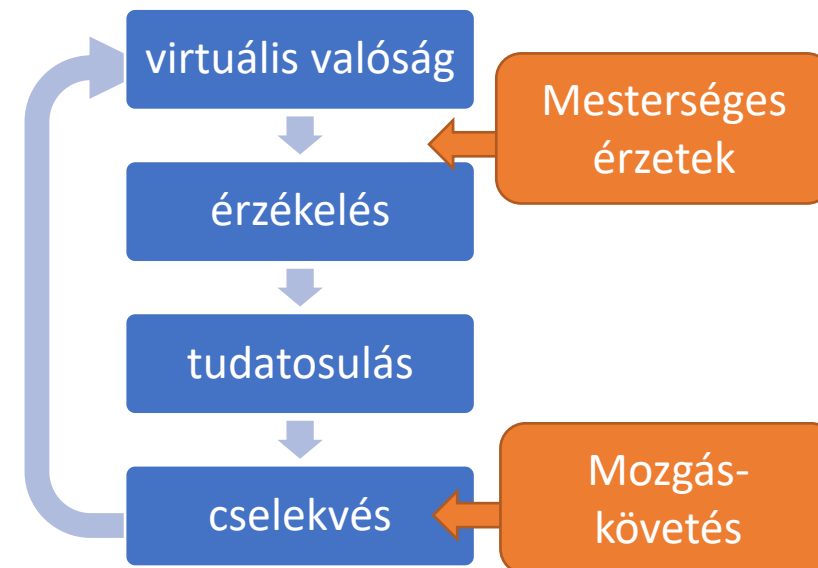 virtuális valóság
Mesterséges
érzetek
érzékelés
tudatosulás
cselekvés
Mozgás-
követés